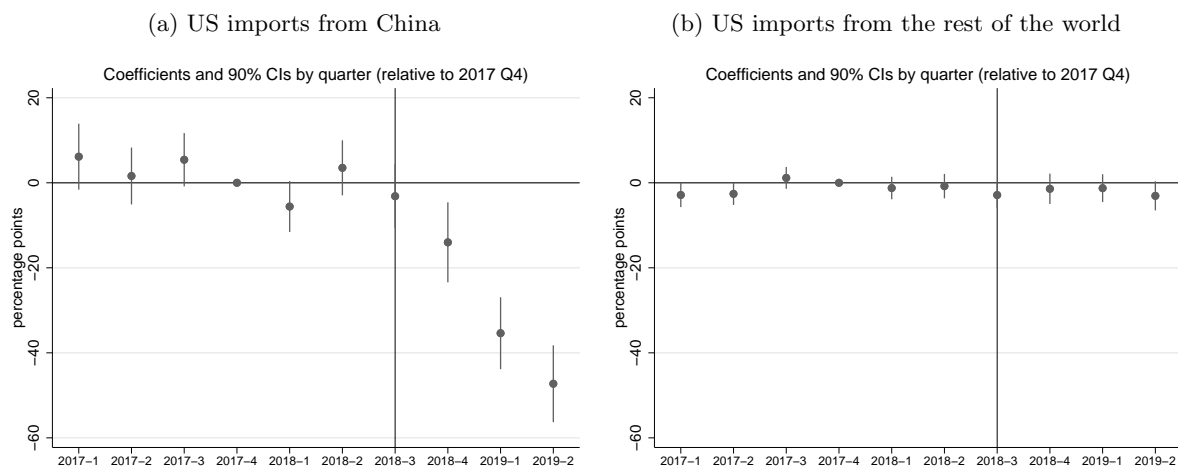 (a) US imports from China
Coefficients and 90% CIs by quarter (relative to 2017 Q4)
percentage points
20
0
−20
−40
−60
2017−1 2017−2 2017−3 2017−4 2018−1 2018−2 2018−3 2018−4 2019−1 2019−2
(b) US imports from the rest of the world
Coefficients and 90% CIs by quarter (relative to 2017 Q4)
percentage points
20
0
−20
−40
−60
2017−1 2017−2 2017−3 2017−4 2018−1 2018−2 2018−3 2018−4 2019−1 2019−2